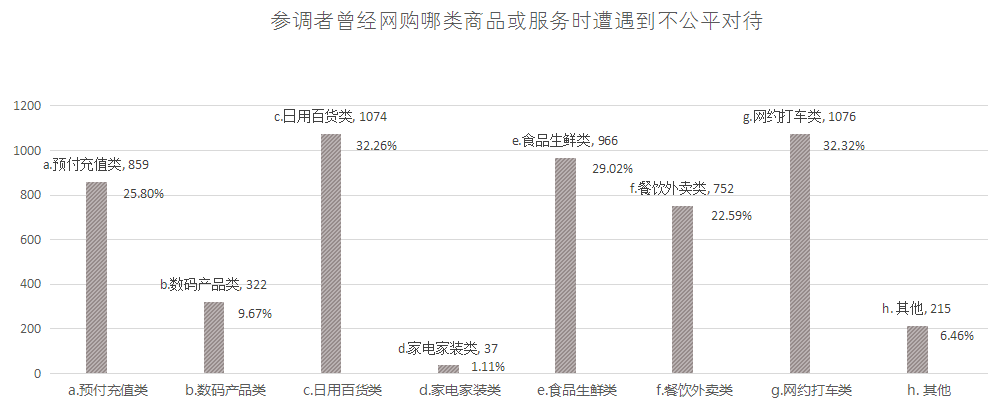 参调者曾经网购哪类商品或服务时遭遇到不公平对待
1200
1000
800
600
400
200
0
a.预付充值类, 859
25.80%
b.数码产品类, 322
9.67%
c.日用百货类, 1074
32.26%
d.家电家装类, 37
1.11%
e.食品生鲜类, 966
29.02%
f.餐饮外卖类, 752
22.59%
g.网约打车类, 1076
32.32%
h. 其他, 215
6.46%
a.预付充值类
b.数码产品类
c.日用百货类
d.家电家装类
e.食品生鲜类
f.餐饮外卖类
g.网约打车类
h. 其他